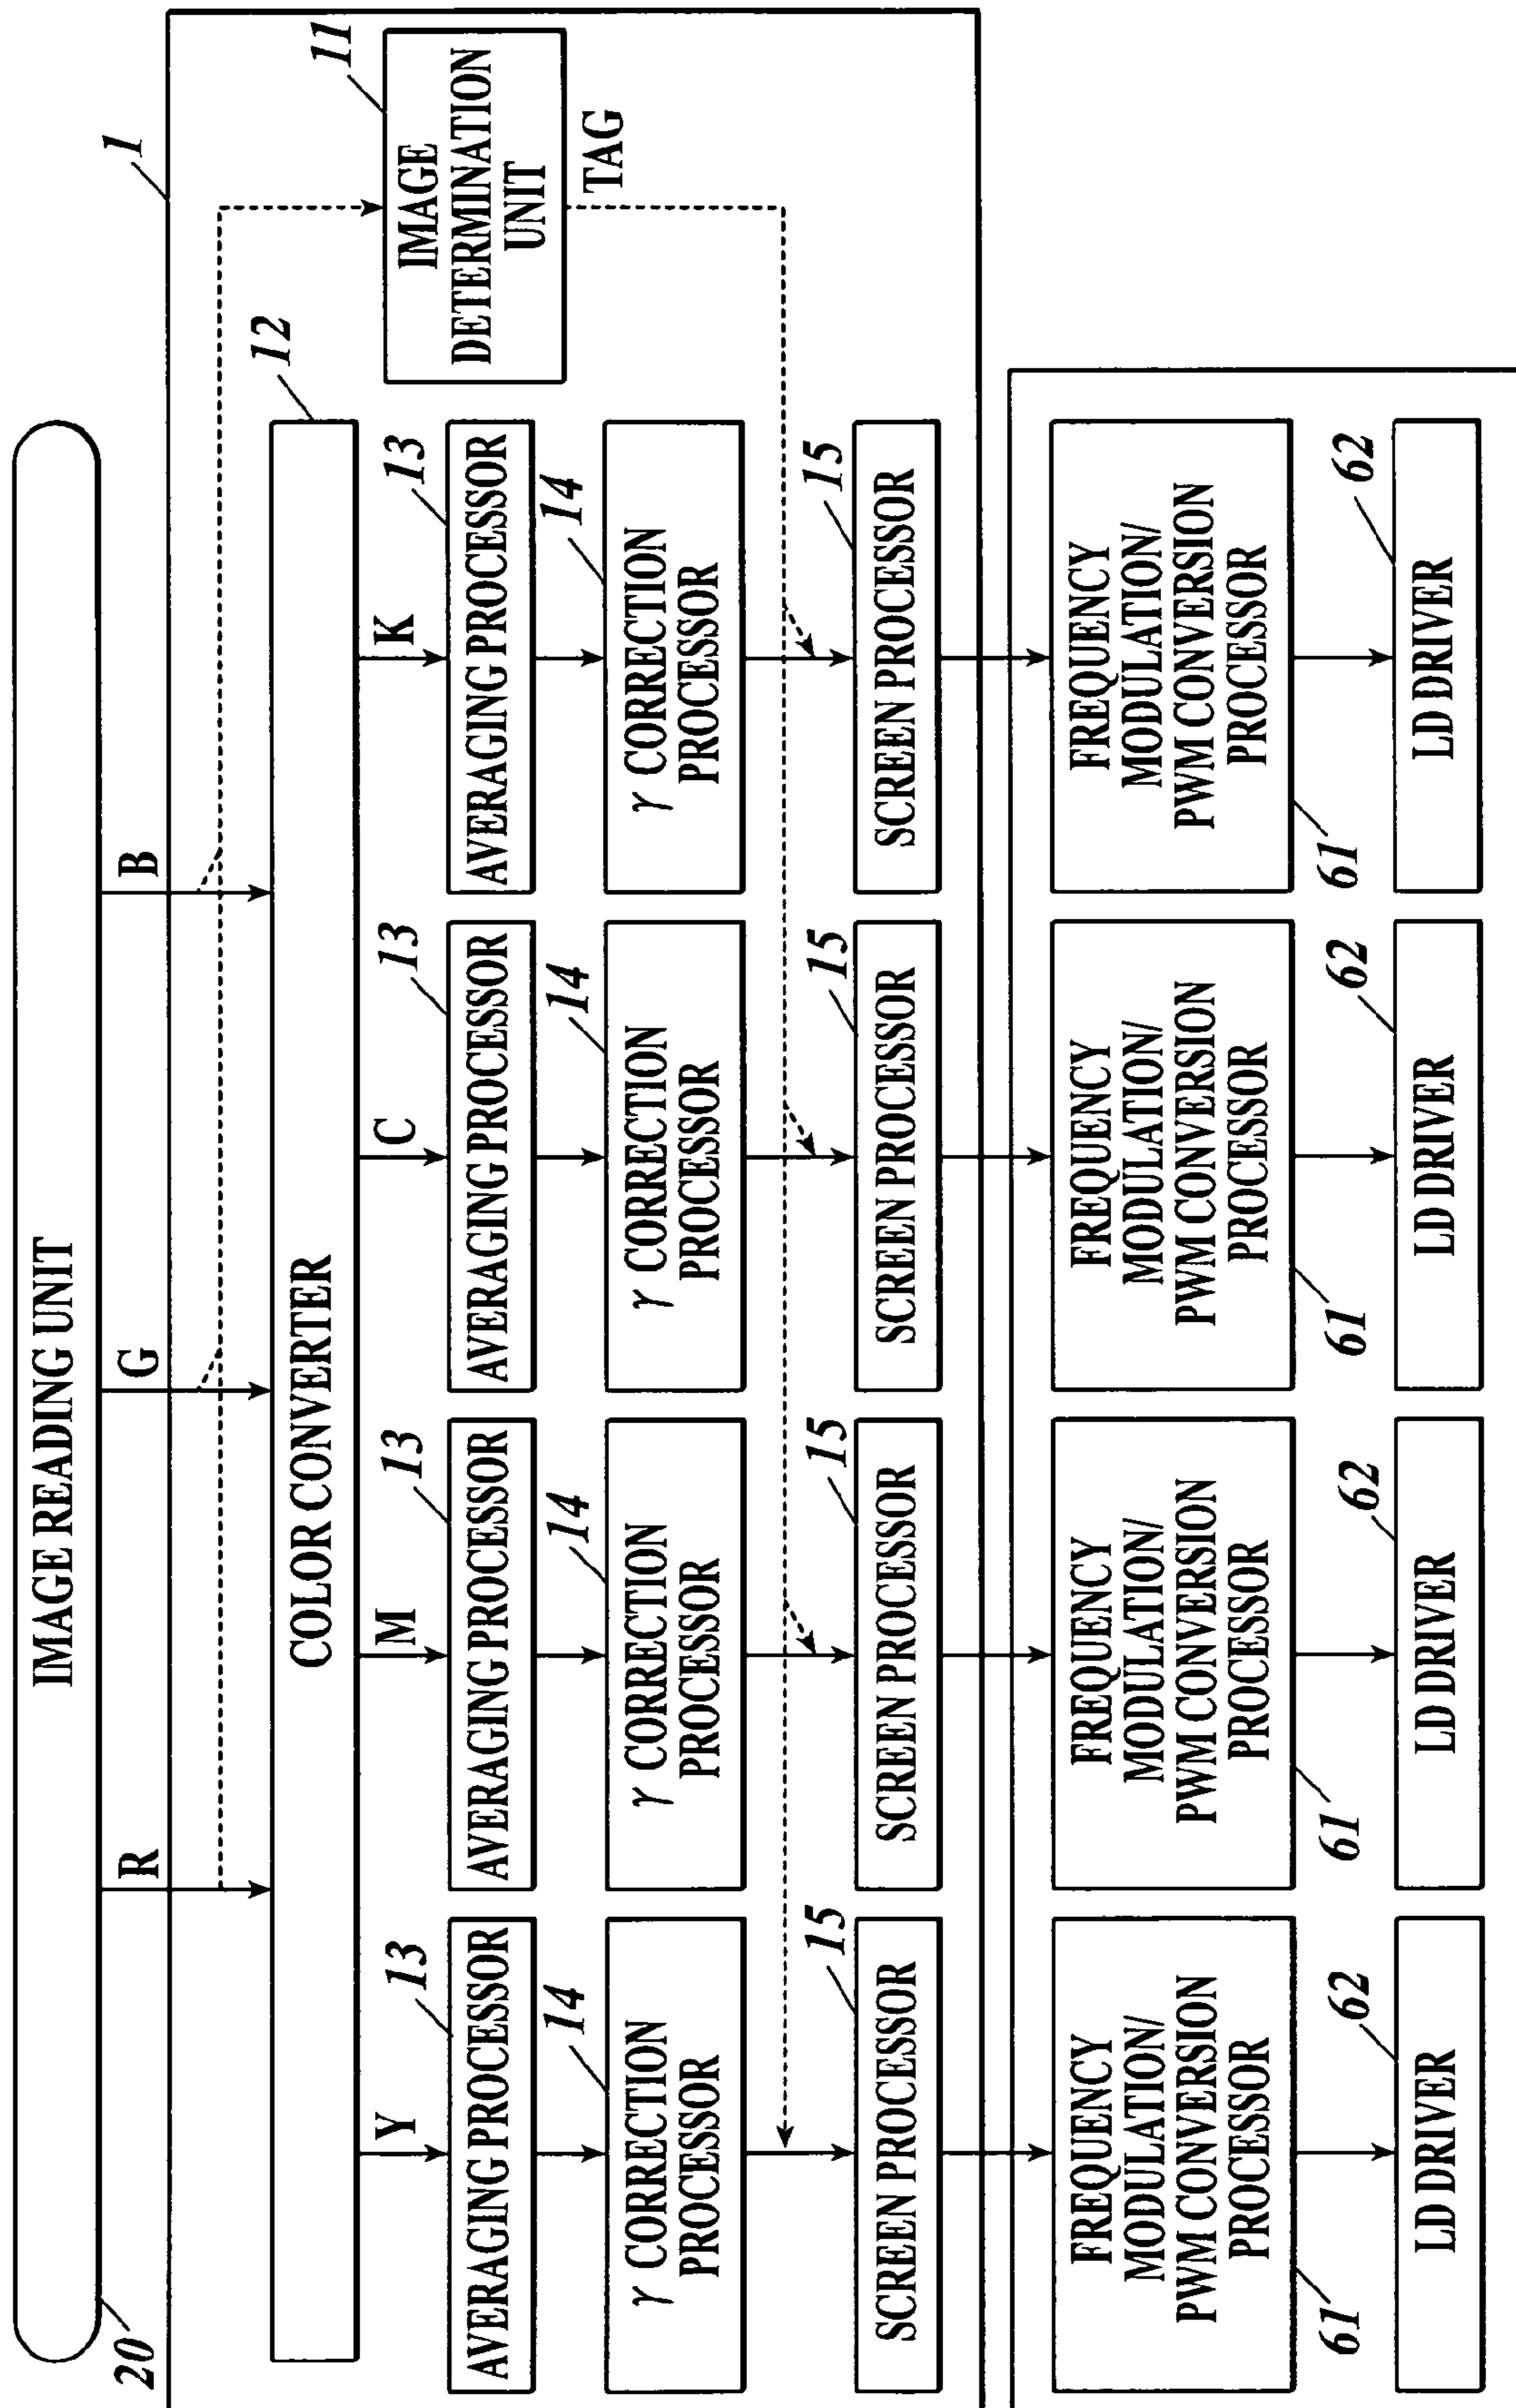 IMAGE READING UNIT
20
R
G
B
1
12
COLOR CONVERTER
11
IMAGE
DETERMINATION
UNIT
TAG
Y
13
M
13
C
13
K
13
AVERAGING PROCESSOR
AVERAGING PROCESSOR
AVERAGING PROCESSOR
AVERAGING PROCESSOR
14
14
14
14
γ CORRECTION
PROCESSOR
γ CORRECTION
PROCESSOR
γ CORRECTION
PROCESSOR
γ CORRECTION
PROCESSOR
15
15
15
15
SCREEN PROCESSOR
SCREEN PROCESSOR
SCREEN PROCESSOR
SCREEN PROCESSOR
FREQUENCY
MODULATION/
PWM CONVERSION
PROCESSOR
FREQUENCY
MODULATION/
PWM CONVERSION
PROCESSOR
FREQUENCY
MODULATION/
PWM CONVERSION
PROCESSOR
FREQUENCY
MODULATION/
PWM CONVERSION
PROCESSOR
61
62
61
62
61
62
61
62
LD DRIVER
LD DRIVER
LD DRIVER
LD DRIVER